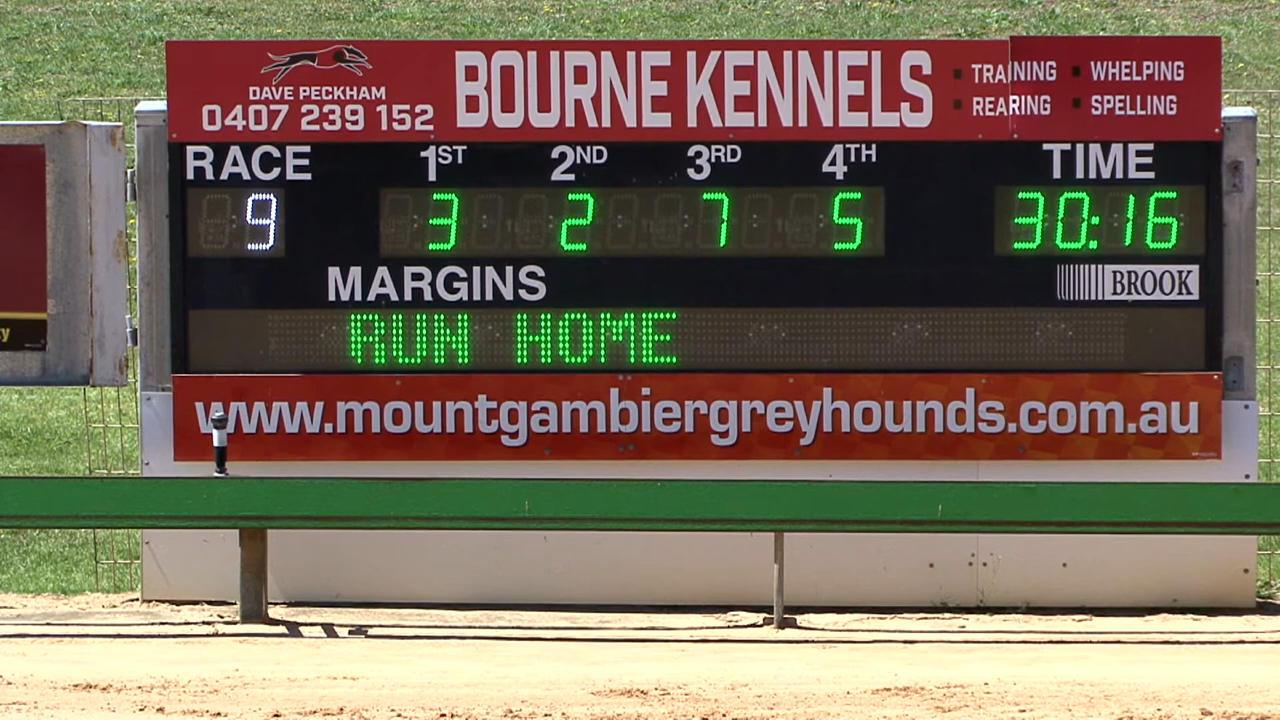 DAVE PECKHAM
0407 239 152
BOURNE KENNELS
TRAINING
WHELPING
REARING
SPELLING
RACE 1ST 2ND 3RD 4TH TIME
9 3 2 7 5 30:16
MARGINS
BROOK
RUN HOME
www.mountgambiergreyhounds.com.au